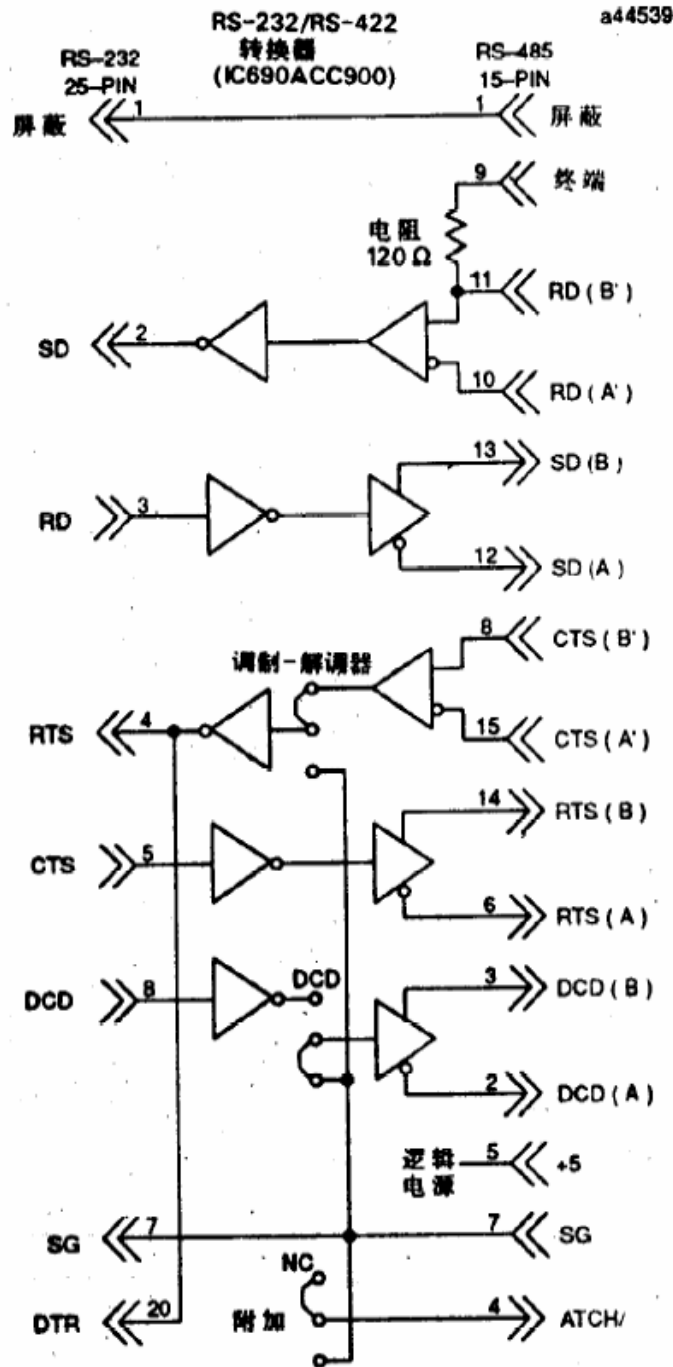 a44539
RS-232/RS-422
转换器
(IC690ACC900)
RS-232
25-PIN
RS-485
15-PIN
屏蔽 1 1 屏蔽
9 终端
电阻
120 Ω
11 RD (B')
SD 2
10 RD (A')
13 SD (B)
RD 3
12 SD (A)
8 CTS (B')
调制-解调器
RTS 4
15 CTS (A')
14 RTS (B)
CTS 5
6 RTS (A)
DCD 8 DCD
3 DCD (B)
2 DCD (A)
逻辑
电源
5 +5
SG 7 7 SG
NC
DTR 20 附加 4 ATCH/